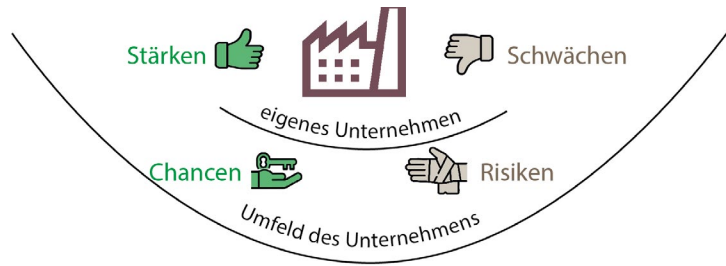 Stärken
Schwächen
eigenes Unternehmen
Chancen
Risiken
Umfeld des Unternehmens